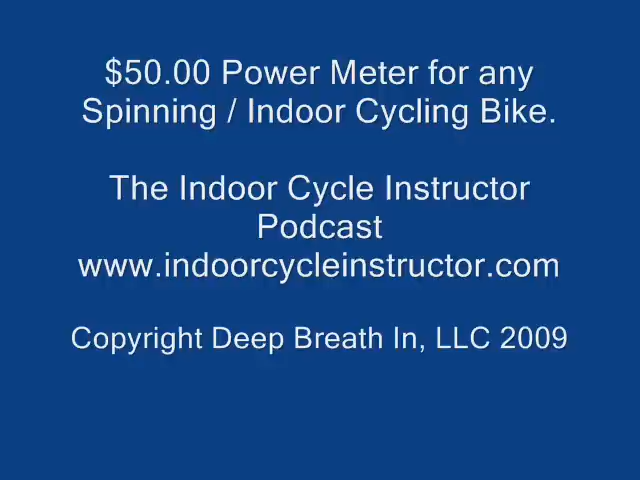 $50.00 Power Meter for any
Spinning / Indoor Cycling Bike.
The Indoor Cycle Instructor
Podcast
www.indoorcycleinstructor.com
Copyright Deep Breath In, LLC 2009